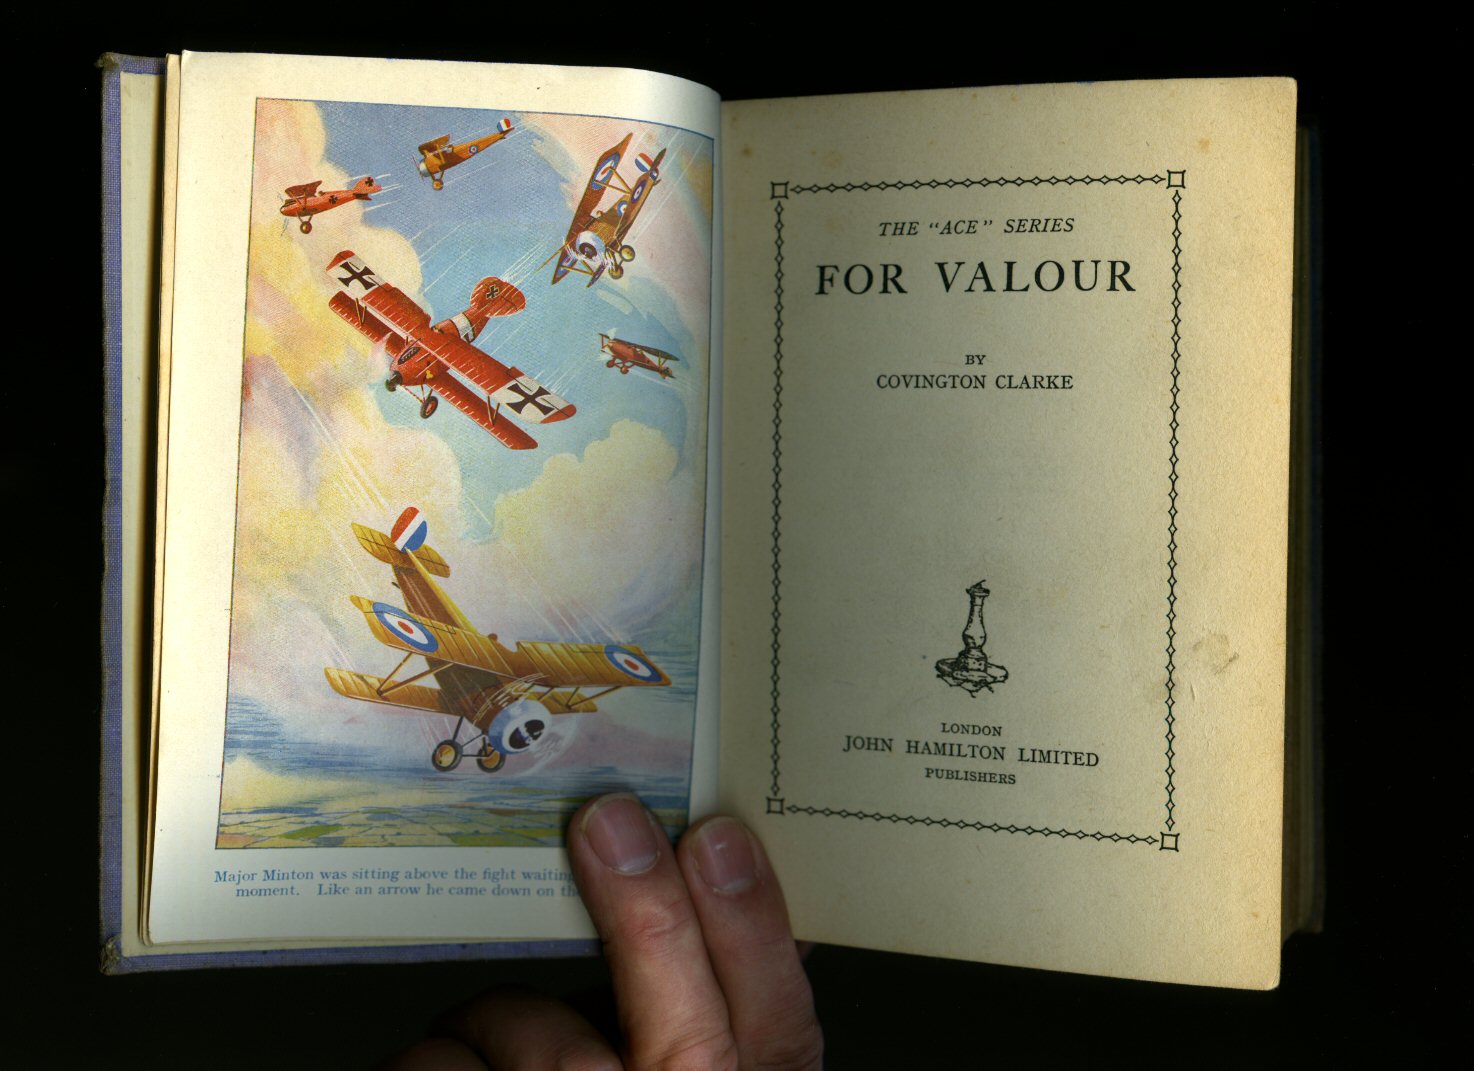 Major Minton was sitting above the fight waiting
moment. Like an arrow he came down on
THE "ACE" SERIES
FOR VALOUR
BY
COVINGTON CLARKE
LONDON
JOHN HAMILTON LIMITED
PUBLISHERS